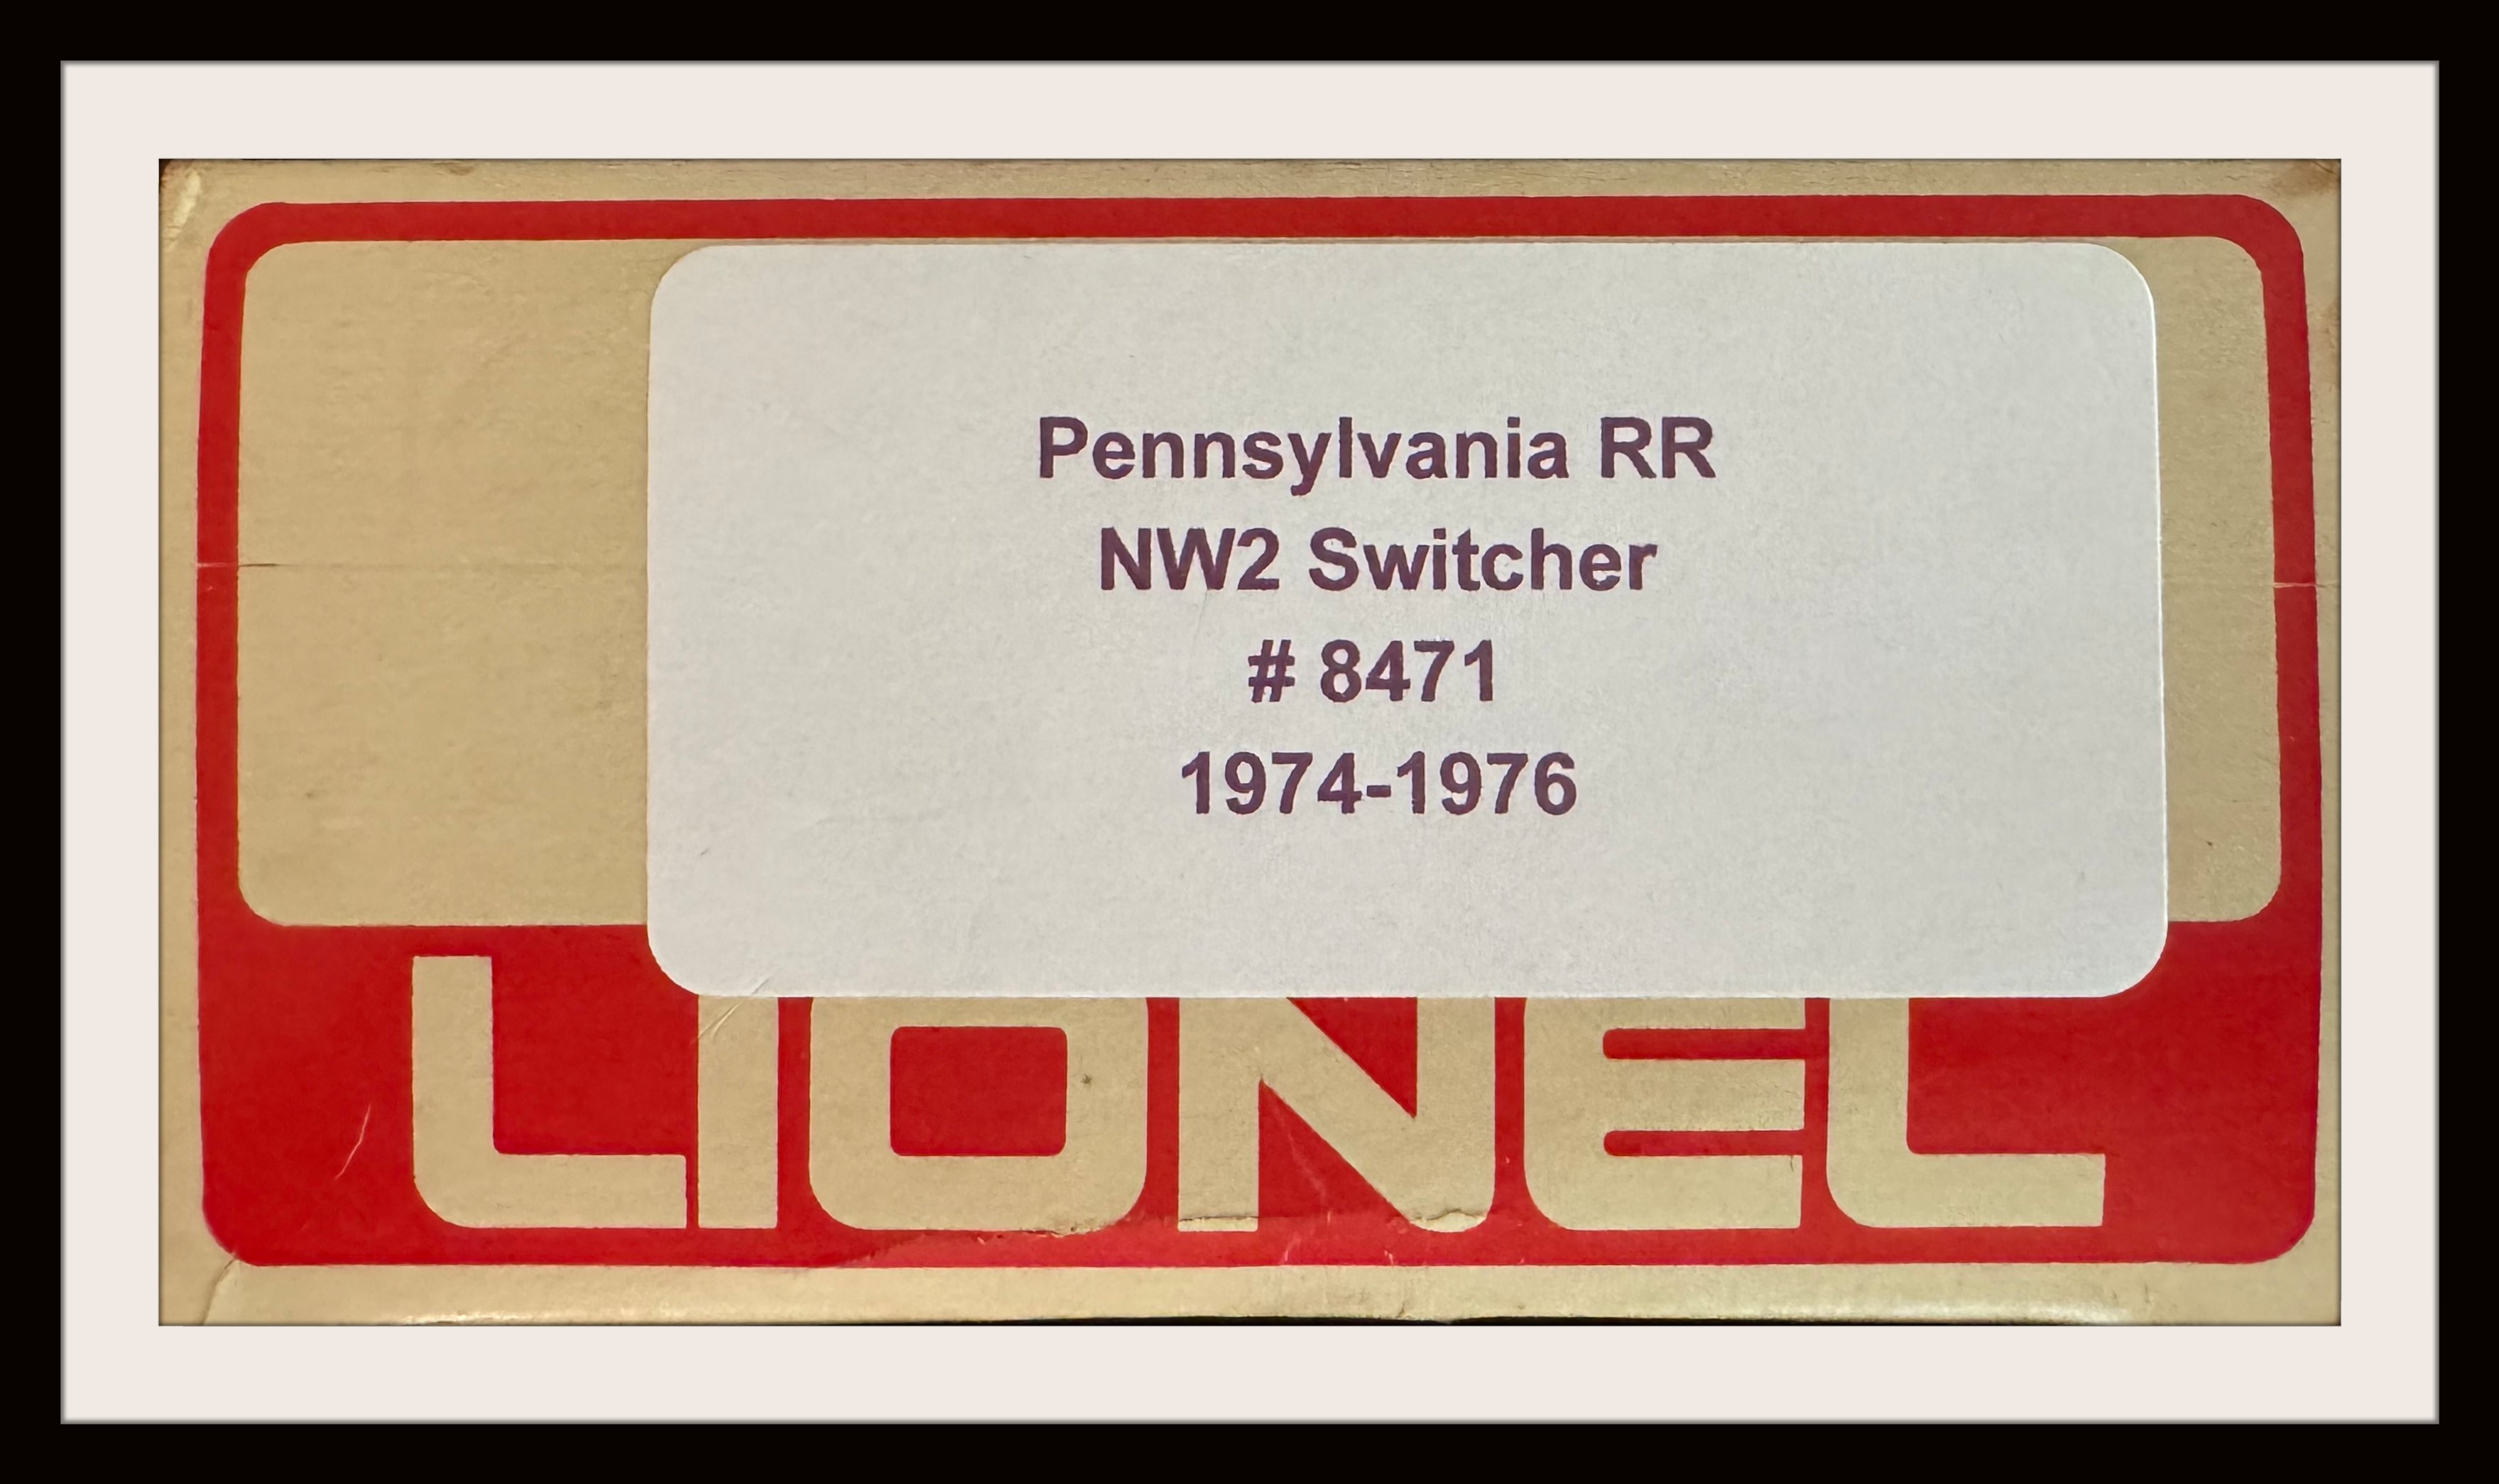 Pennsylvania RR
NW2 Switcher
# 8471
1974-1976
LIONEL